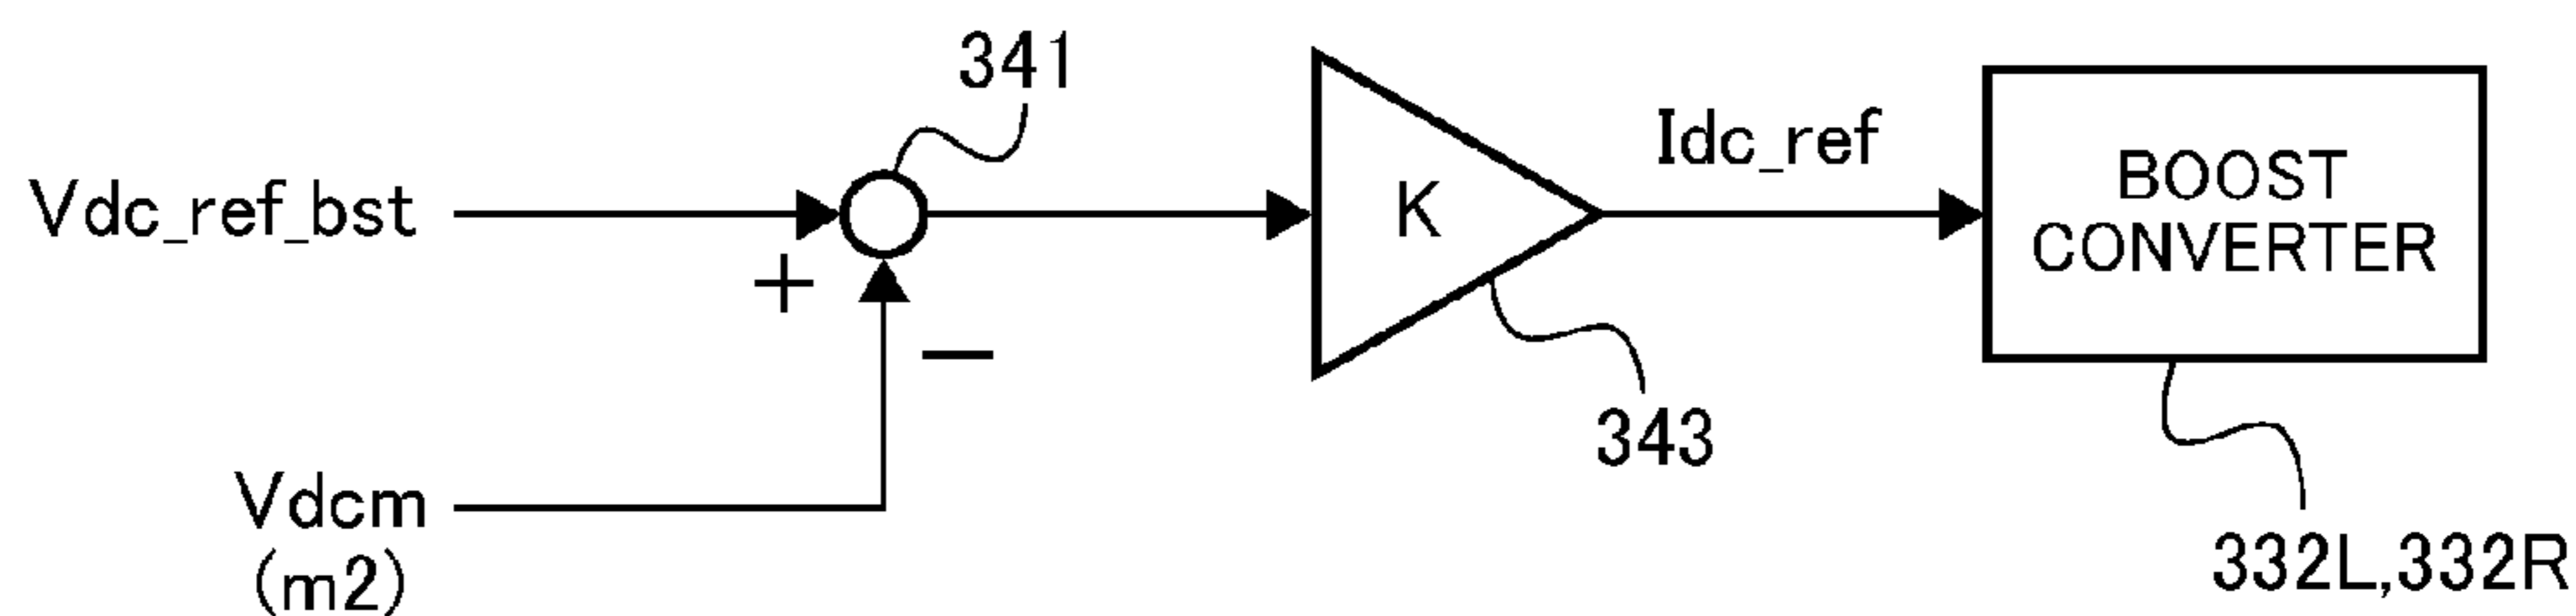 341
Vdc_ref_bst
+
−
K
Idc_ref
BOOST
CONVERTER
343
Vdcm
(m2)
332L,332R